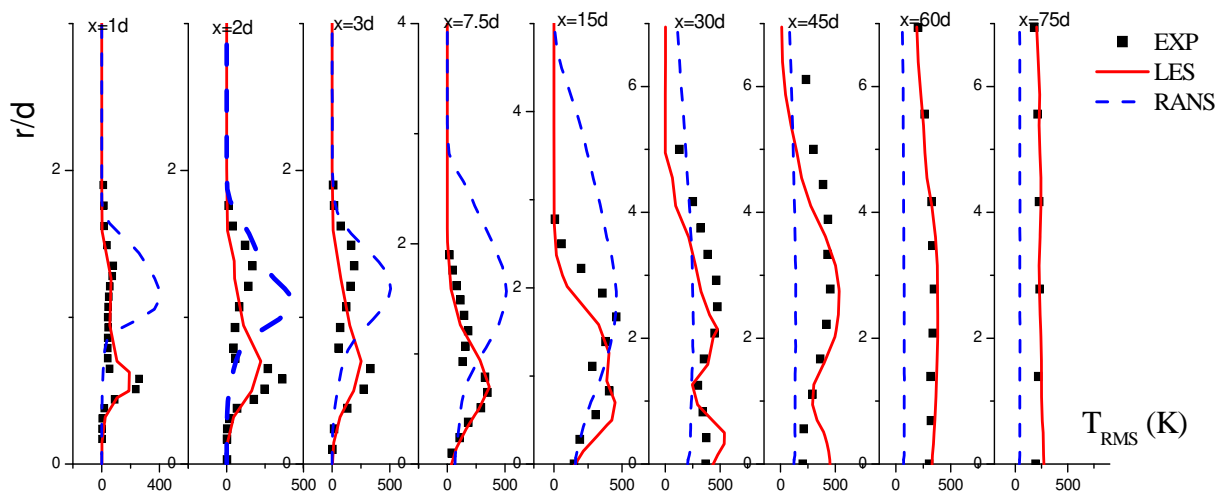 x=1d x=2d x=3d x=7.5d x=15d x=30d x=45d x=60d x=75d
EXP
LES
RANS
r/d
2 2 2 4 4 6 6 6 6
2 2 4 4 4 4
2 2 2 2
0 0 0 0 0 0 0 0 0
0 400 0 500 0 500 0 500 0 500 0 500 0 500 0 500 0 500
T_RMS (K)